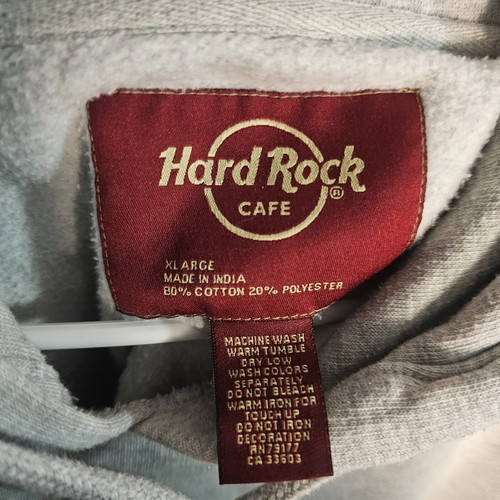 Hard Rock ®
CAFE
XLARGE
MADE IN INDIA
80% COTTON 20% POLYESTER
MACHINE WASH
WARM TUMBLE
DRY LOW
WASH COLORS
SEPARATELY
DO NOT BLEACH
WARM IRON FOR
TOUCH UP
DO NOT IRON
DECORATION
RN79177
CA 33603